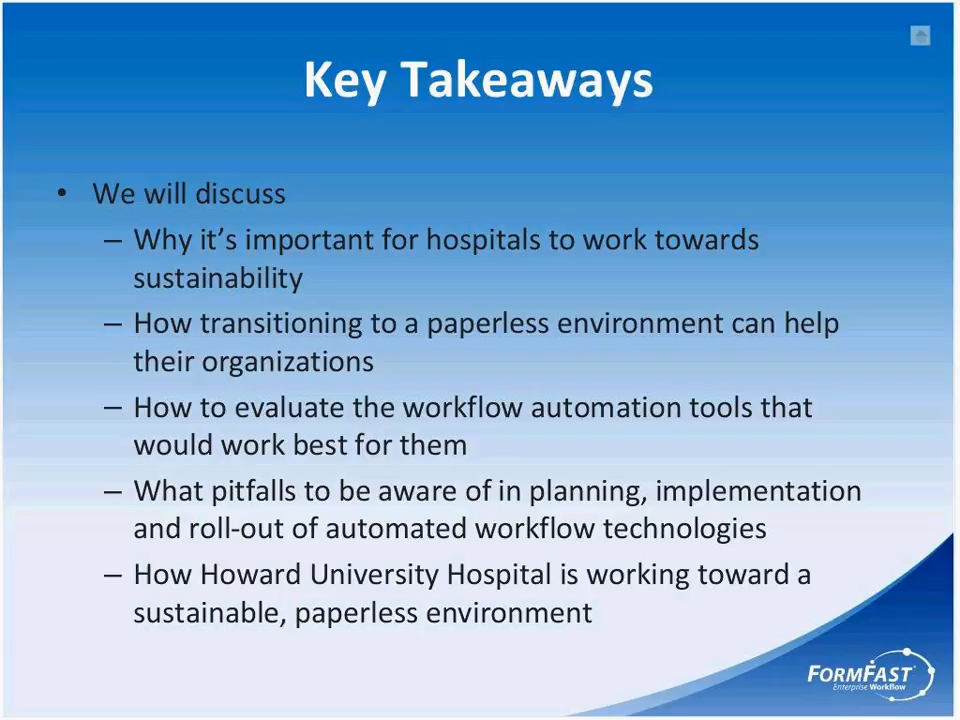 Key Takeaways
• We will discuss
– Why it’s important for hospitals to work towards
sustainability
– How transitioning to a paperless environment can help
their organizations
– How to evaluate the workflow automation tools that
would work best for them
– What pitfalls to be aware of in planning, implementation
and roll-out of automated workflow technologies
– How Howard University Hospital is working toward a
sustainable, paperless environment
FORMFAST
Enterprise Workflow